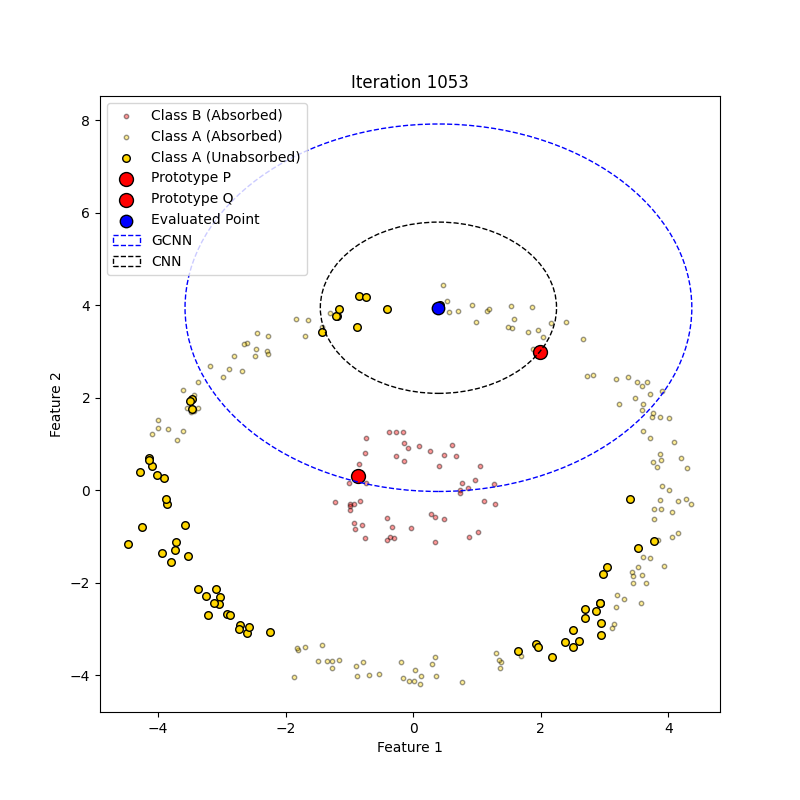 Iteration 1053
Class B (Absorbed)
Class A (Absorbed)
Class A (Unabsorbed)
Prototype P
Prototype Q
Evaluated Point
GCNN
CNN
8
6
4
2
0
−2
−4
Feature 2
−4 −2 0 2 4
Feature 1